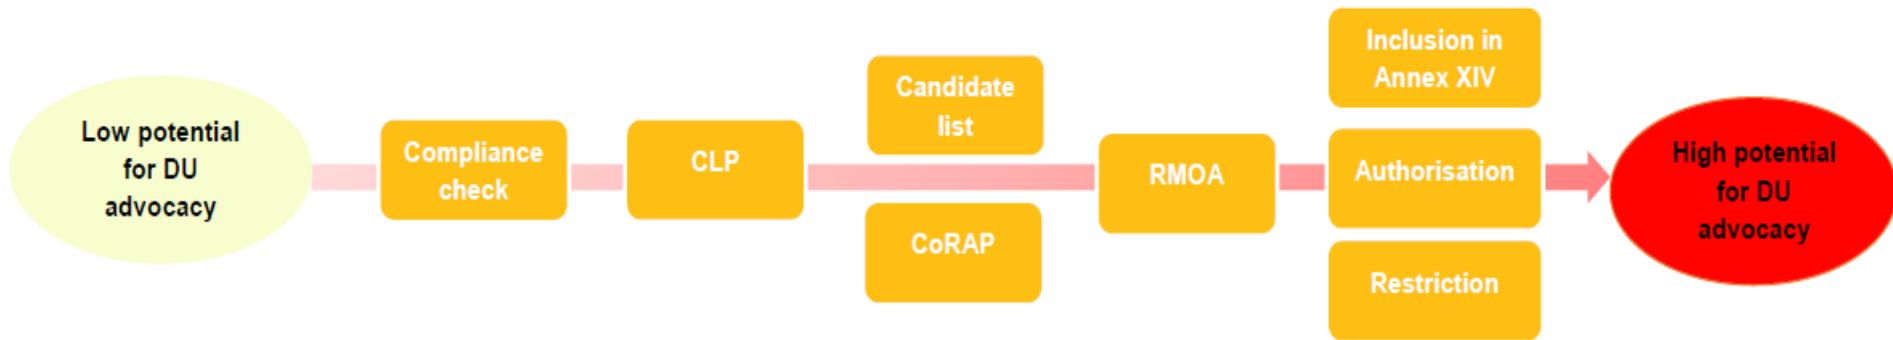 Low potential
for DU
advocacy
Compliance
check
CLP
Candidate
list
CoRAP
RMOA
Inclusion in
Annex XIV
Authorisation
Restriction
High potential
for DU
advocacy